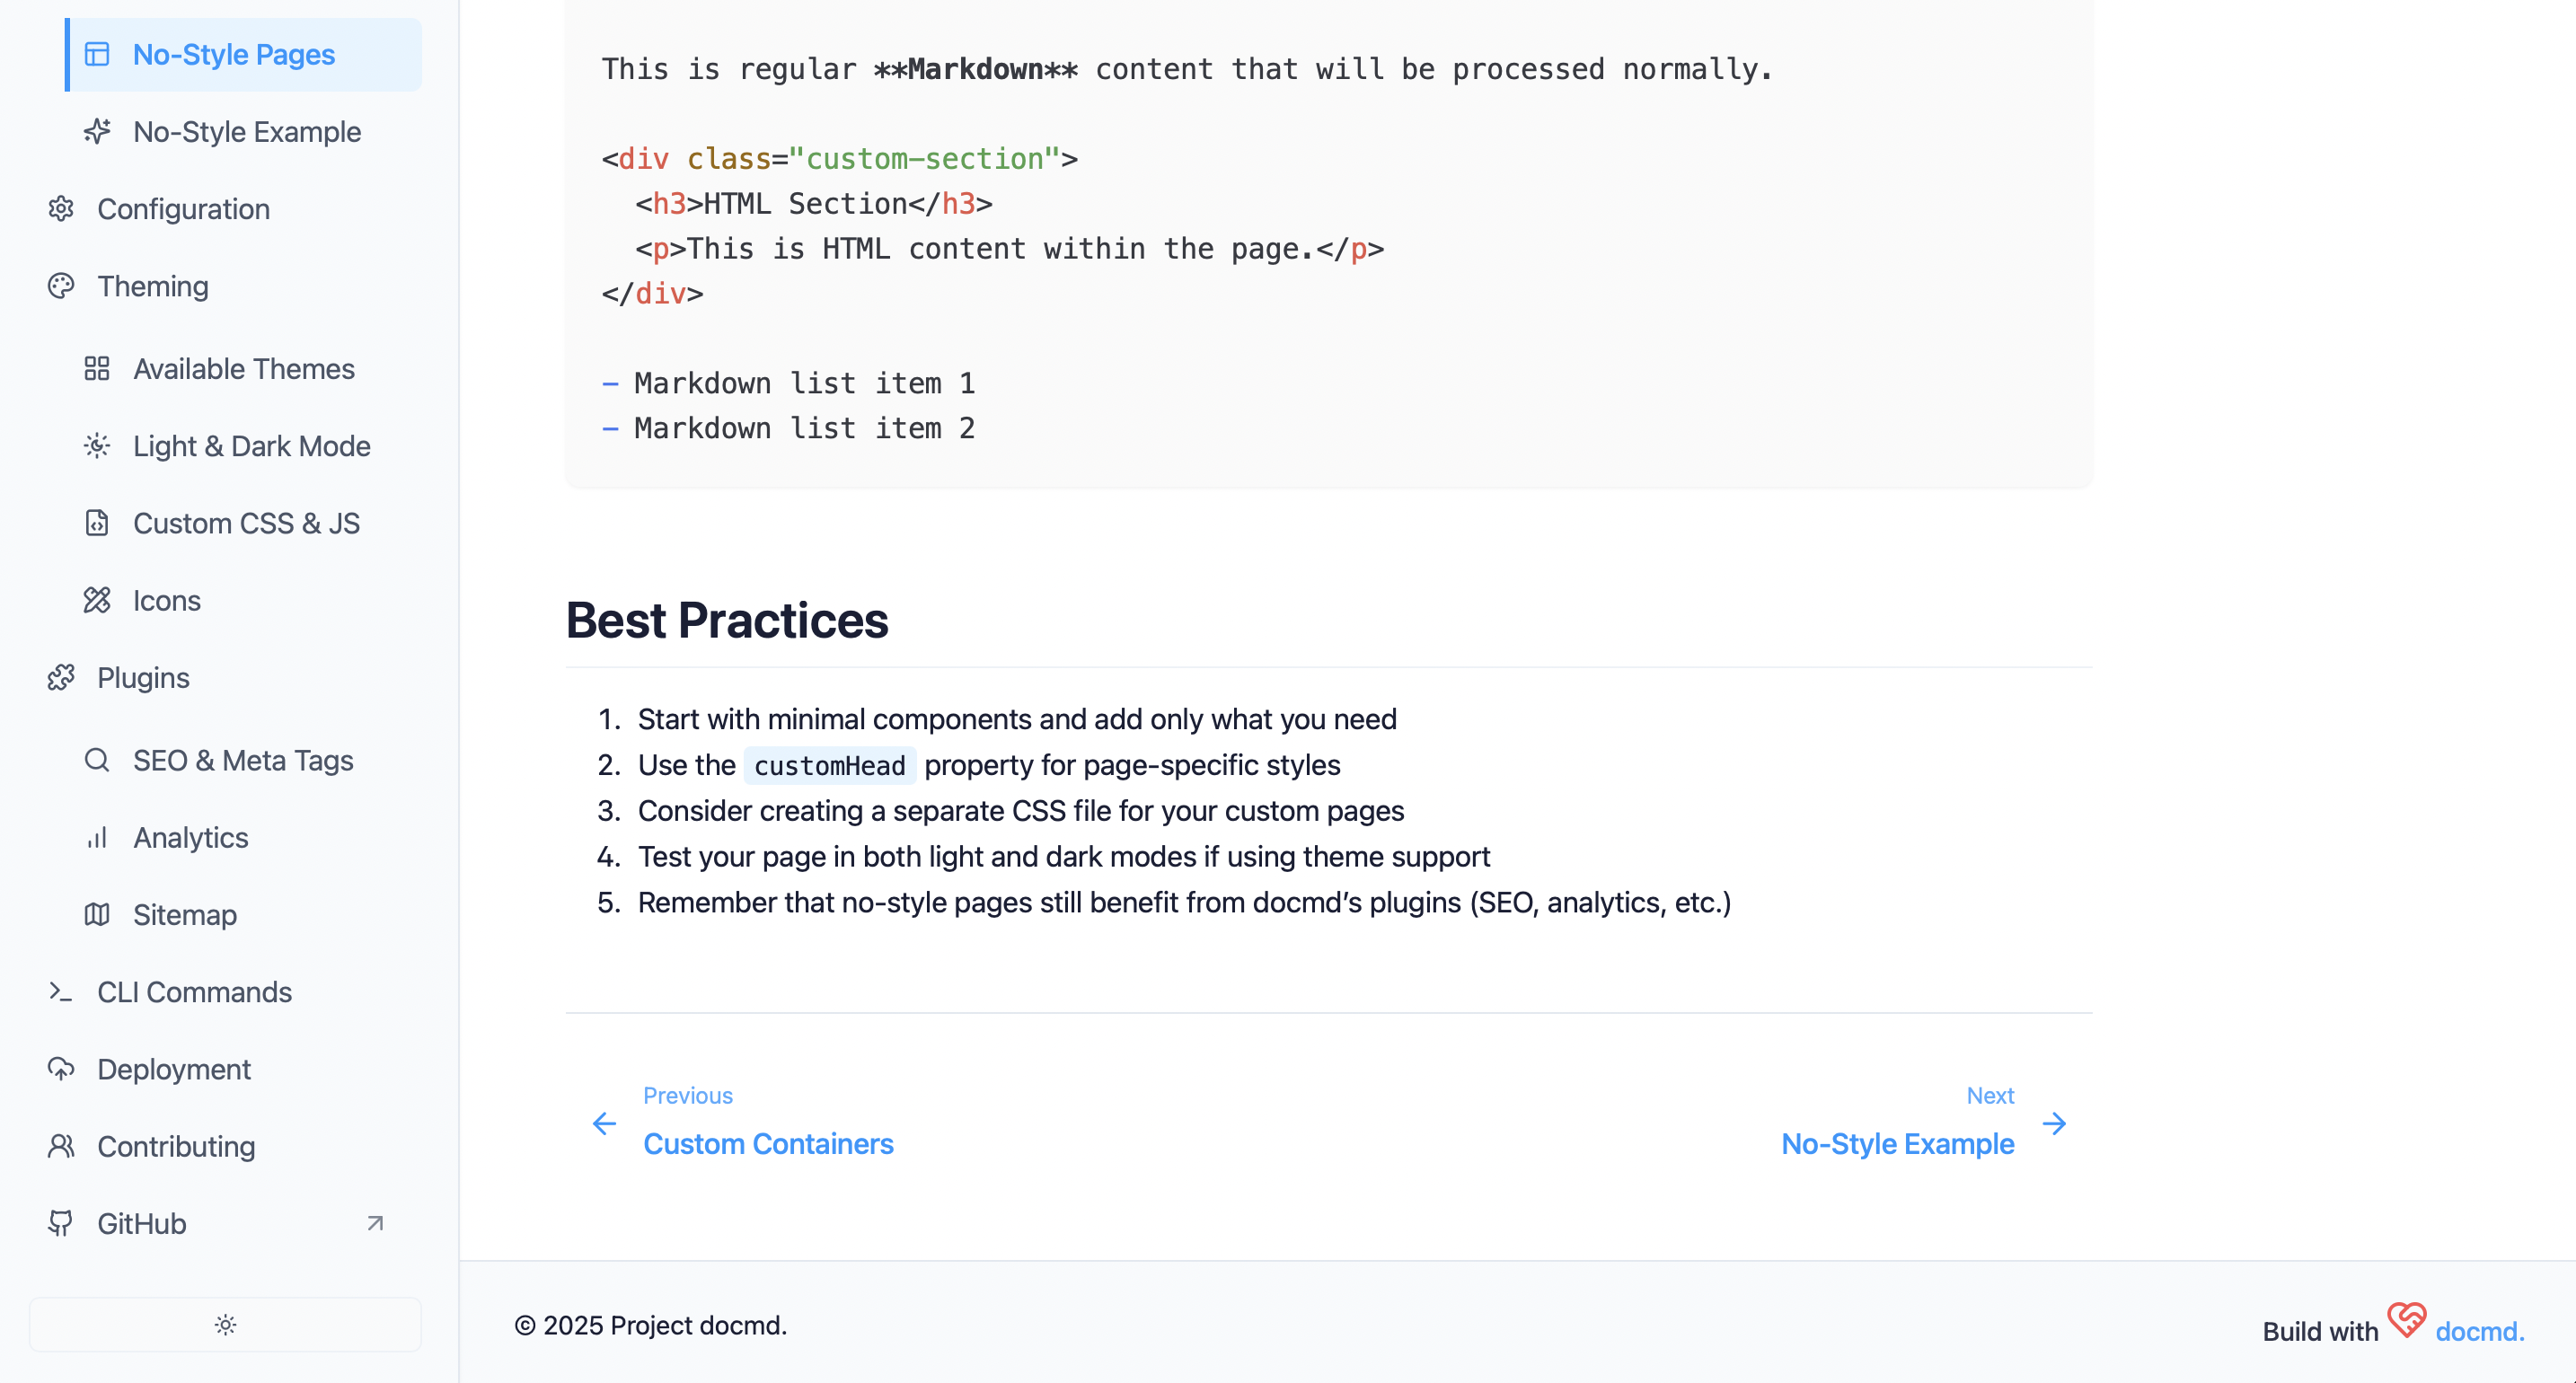 No-Style Pages
No-Style Example
Configuration
Theming
Available Themes
Light & Dark Mode
Custom CSS & JS
Icons
Plugins
SEO & Meta Tags
Analytics
Sitemap
CLI Commands
Deployment
Contributing
GitHub
This is regular **Markdown** content that will be processed normally.
<div class="custom-section">
  <h3>HTML Section</h3>
  <p>This is HTML content within the page.</p>
</div>
- Markdown list item 1
- Markdown list item 2
Best Practices
1. Start with minimal components and add only what you need
2. Use the customHead property for page-specific styles
3. Consider creating a separate CSS file for your custom pages
4. Test your page in both light and dark modes if using theme support
5. Remember that no-style pages still benefit from docmd’s plugins (SEO, analytics, etc.)
Previous
Custom Containers
Next
No-Style Example
© 2025 Project docmd.
Build with docmd.